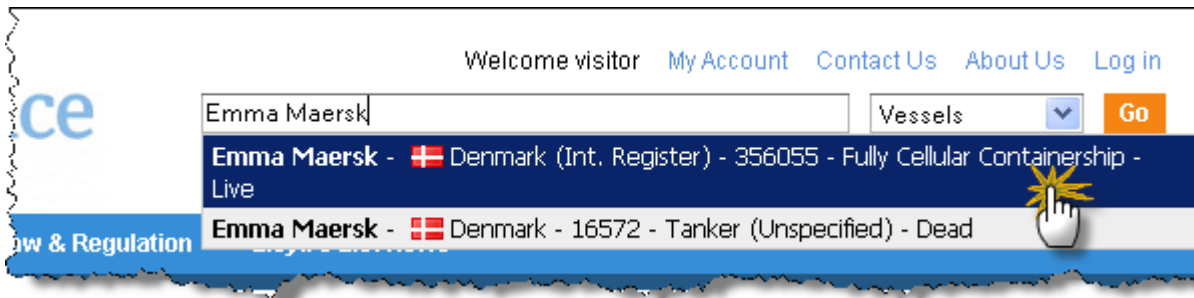 Welcome visitor My Account Contact Us About Us Log in
Emma Maersk Vessels Go
Emma Maersk - Denmark (Int. Register) - 356055 - Fully Cellular Containership -
Live
Emma Maersk - Denmark - 16572 - Tanker (Unspecified) - Dead
& Regulation